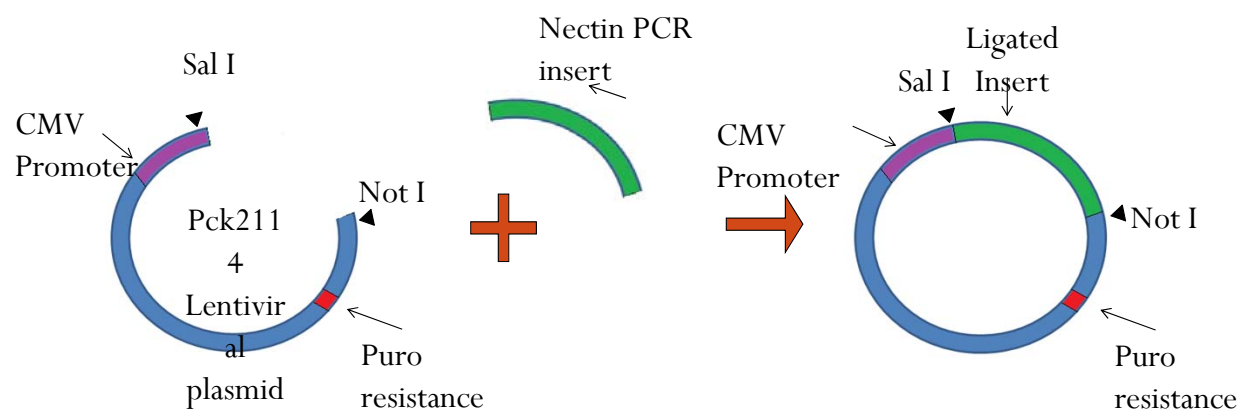 Sal I
CMV
Promoter
Pck211
4
Lentivir
al
plasmid
Not I
Puro
resistance
Nectin PCR
insert
CMV
Promoter
Sal I
Ligated
Insert
Not I
Puro
resistance